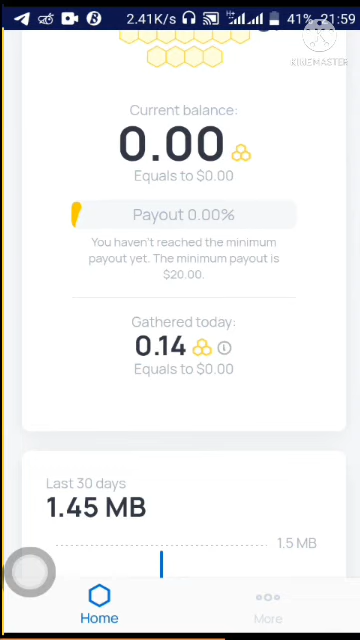 2.41K/s 41% 21:59
KINEMASTER
Current balance:
0.00
Equals to $0.00
Payout 0.00%
You haven't reached the minimum
payout yet. The minimum payout is
$20.00.
Gathered today:
0.14
Equals to $0.00
Last 30 days
1.45 MB
1.5 MB
Home
More